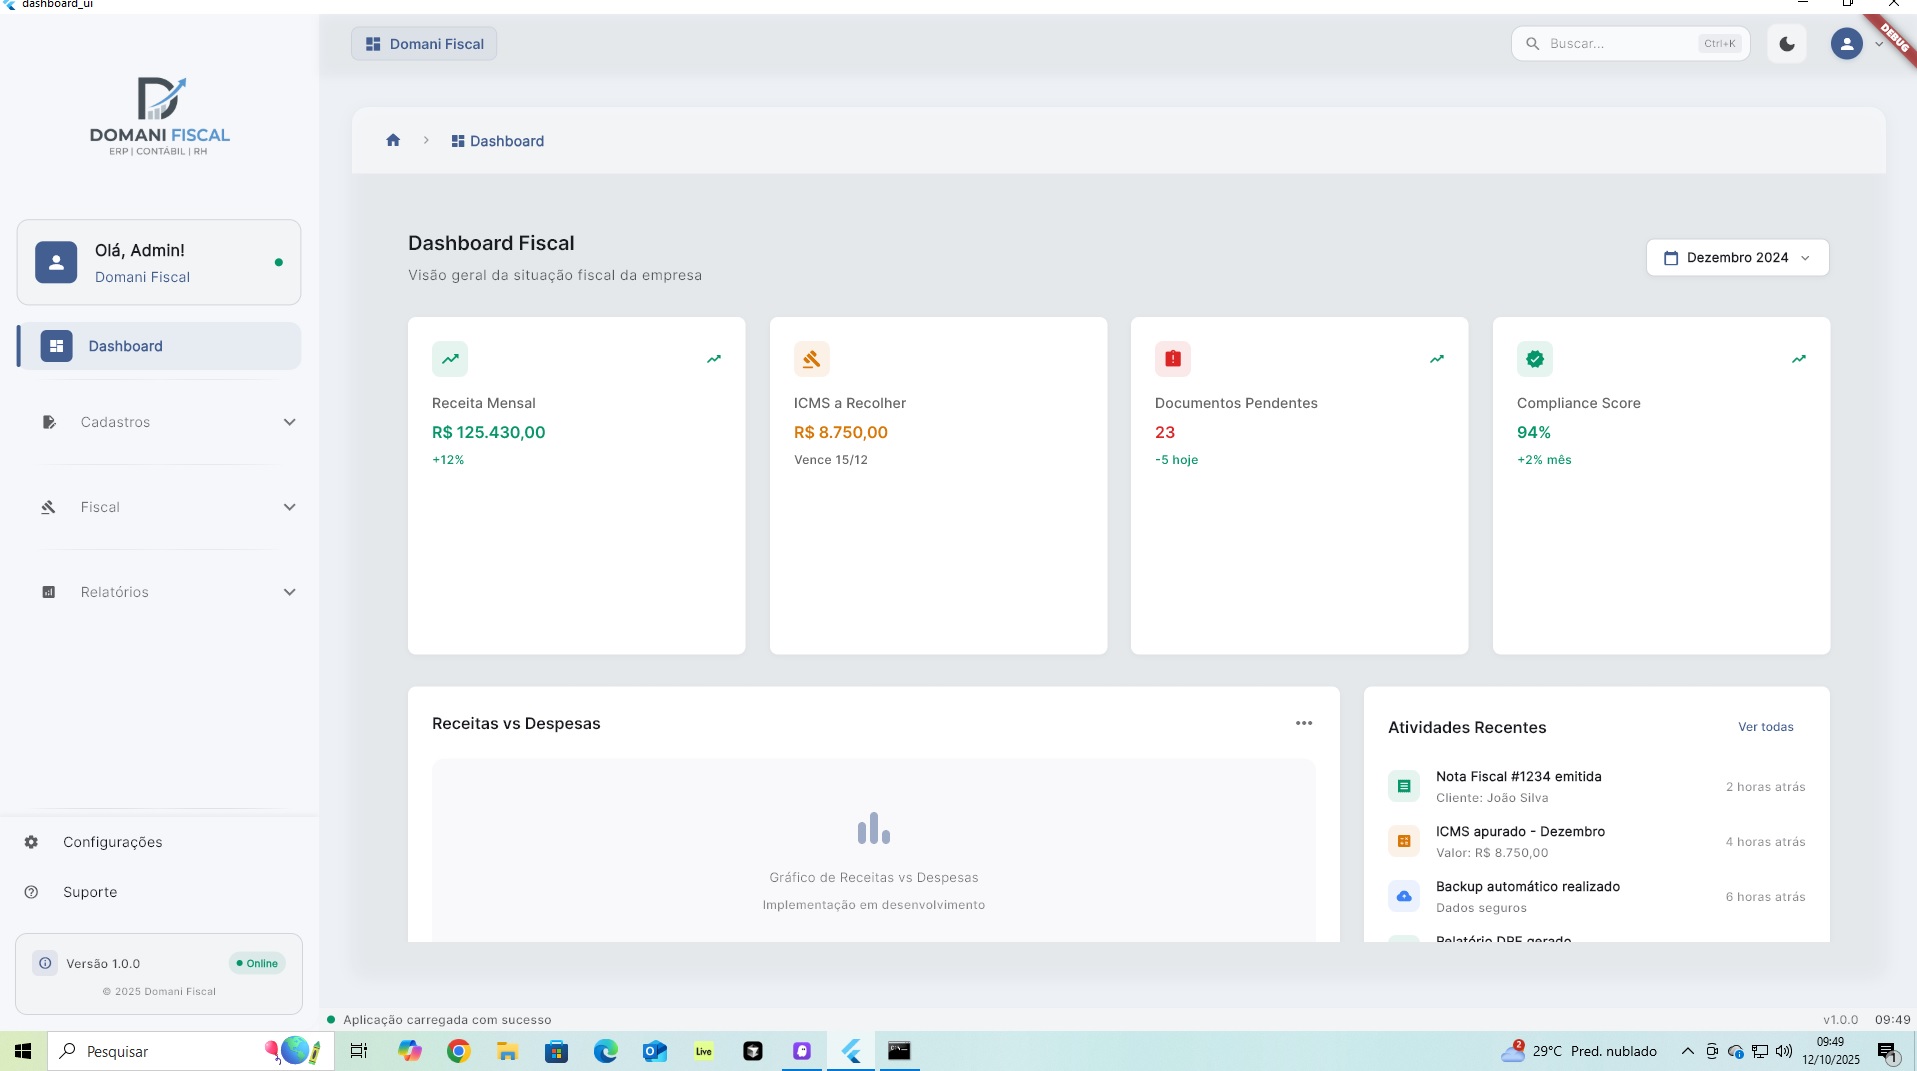 dashboard_ui
Domani Fiscal
Buscar...
Ctrl+K
DEBUG
DOMANI FISCAL
ERP | CONTÁBIL | RH
Dashboard
Olá, Admin!
Domani Fiscal
Dashboard
Cadastros
Fiscal
Relatórios
Configurações
Suporte
Versão 1.0.0
Online
© 2025 Domani Fiscal
Dashboard Fiscal
Visão geral da situação fiscal da empresa
Dezembro 2024
Receita Mensal
R$ 125.430,00
+12%
ICMS a Recolher
R$ 8.750,00
Vence 15/12
Documentos Pendentes
23
-5 hoje
Compliance Score
94%
+2% mês
Receitas vs Despesas
Gráfico de Receitas vs Despesas
Implementação em desenvolvimento
Atividades Recentes
Ver todas
Nota Fiscal #1234 emitida
Cliente: João Silva
2 horas atrás
ICMS apurado - Dezembro
Valor: R$ 8.750,00
4 horas atrás
Backup automático realizado
Dados seguros
6 horas atrás
Relatório DRE gerado
Aplicação carregada com sucesso
v1.0.0
09:49
Pesquisar
Live
2
29°C Pred. nublado
09:49
12/10/2025
1